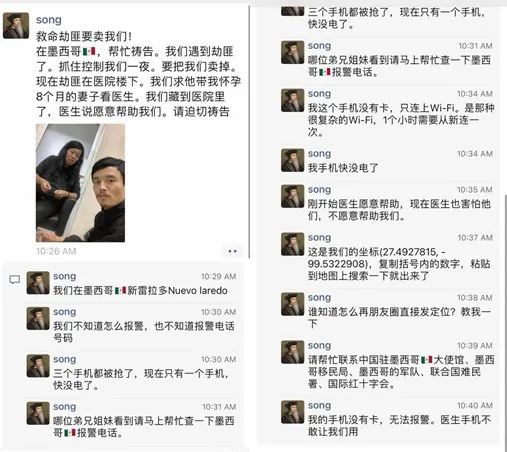 song
救命劫匪要卖我们！
在墨西哥🇲🇽，帮忙祷告。我们遇到劫匪
了。抓住控制我们一夜。要把我们卖掉。
现在劫匪在医院楼下。我们求他带我怀孕
8个月的妻子看医生。我们藏到医院里
了，医生说愿意帮助我们。请迫切祷告
10:26 AM
song
10:29 AM
我们在墨西哥🇲🇽新雷拉多Nuevo laredo
song
10:30 AM
我们不知道怎么报警，也不知道报警电话
号码
song
10:30 AM
三个手机都被抢了，现在只有一个手机，
快没电了。
song
10:31 AM
哪位弟兄姐妹看到请马上帮忙查一下墨西
哥🇲🇽报警电话。
三个手机都被抢了，现在只有一个手机，
快没电了。
song
10:31 AM
哪位弟兄姐妹看到请马上帮忙查一下墨西
哥🇲🇽报警电话。
song
10:34 AM
我这个手机没有卡，只连上Wi-Fi。是那种
很复杂的Wi-Fi，1个小时需要从新连一
次。
song
10:34 AM
我手机快没电了
song
10:35 AM
刚开始医生愿意帮助，现在医生也害怕他
们，不愿意帮助我们。
song
10:37 AM
这是我们的坐标(27.4927815, -
99.5322908)，复制括号内的数字，粘贴
到地图上搜索一下就出来了
song
10:38 AM
谁知道怎么再朋友圈直接发定位？教我一
下
song
10:39 AM
请帮忙联系中国驻墨西哥🇲🇽大使馆、墨西
哥移民局、墨西哥的军队、联合国难民
署、国际红十字会。
song
10:40 AM
我的手机没有卡，无法报警。医生手机不
敢让我们用